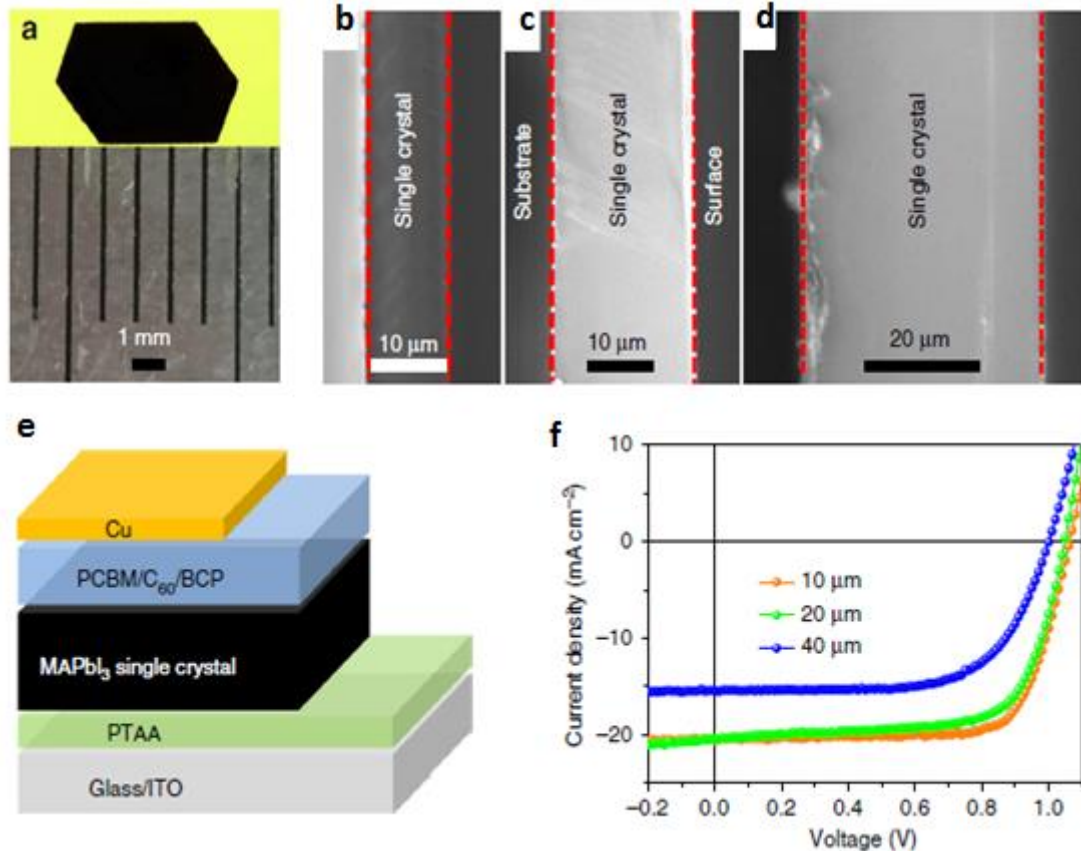 a
1 mm
b
Single crystal
10 μm
c
Substrate
Single crystal
Surface
10 μm
d
Single crystal
20 μm
e
Cu
PCBM/C₆₀/BCP
MAPbI₃ single crystal
PTAA
Glass/ITO
f
Current density (mA cm⁻²)
10
0
−10
−20
10 μm
20 μm
40 μm
−0.2
0.0
0.2
0.4
0.6
0.8
1.0
Voltage (V)